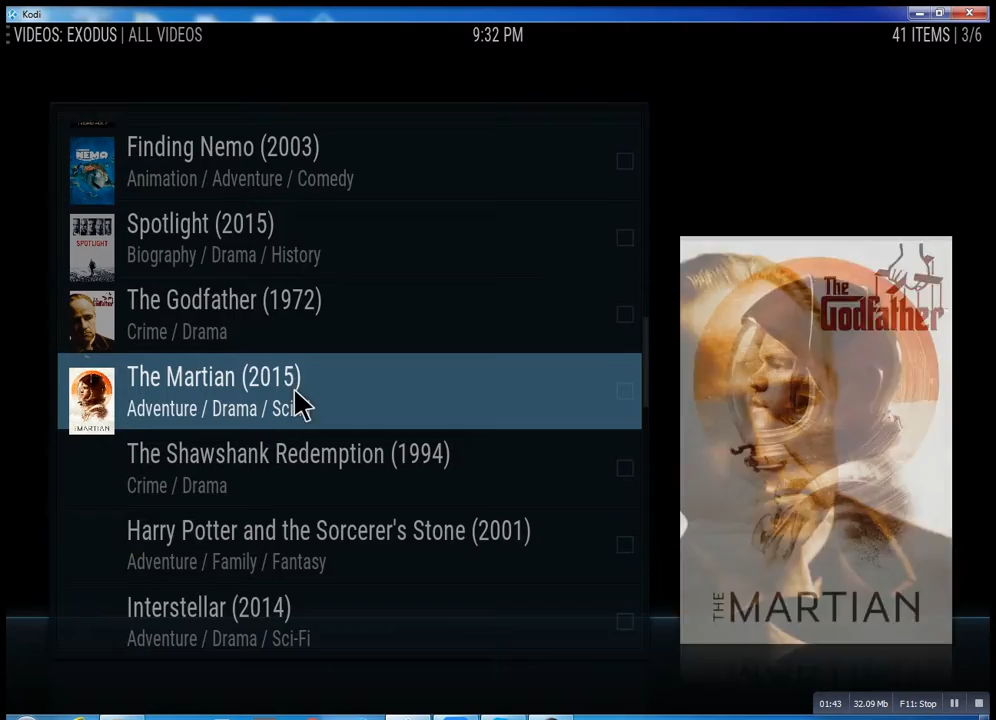 Kodi
VIDEOS: EXODUS | ALL VIDEOS
9:32 PM
41 ITEMS | 3/6
Finding Nemo (2003)
Animation / Adventure / Comedy
NEMO
Spotlight (2015)
Biography / Drama / History
SPOTLIGHT
The Godfather (1972)
Crime / Drama
The Martian (2015)
Adventure / Drama / Sci
MARTIAN
The Shawshank Redemption (1994)
Crime / Drama
Harry Potter and the Sorcerer's Stone (2001)
Adventure / Family / Fantasy
Interstellar (2014)
Adventure / Drama / Sci-Fi
The
Godfather
THE MARTIAN
01:43
32.09 Mb
F11: Stop